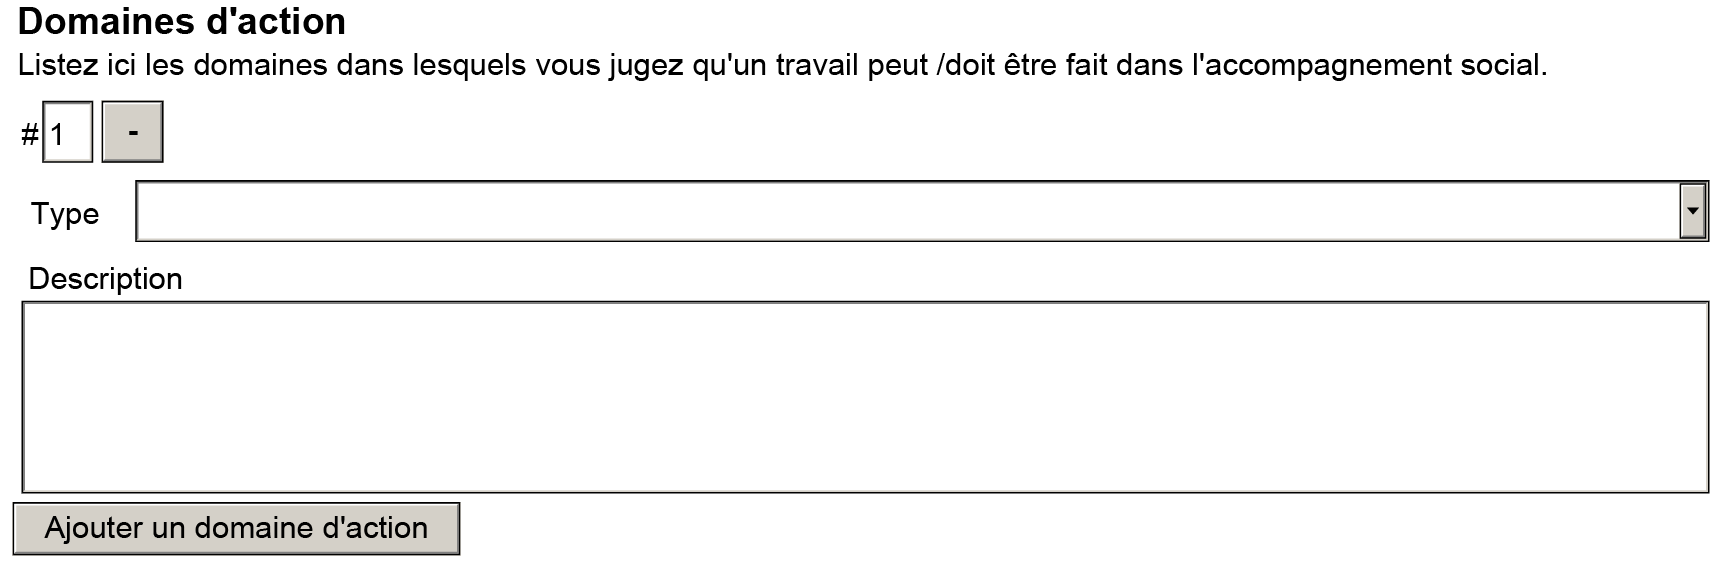 Domaines d'action
Listez ici les domaines dans lesquels vous jugez qu'un travail peut /doit être fait dans l'accompagnement social.
#1 -
Type
Description
Ajouter un domaine d'action